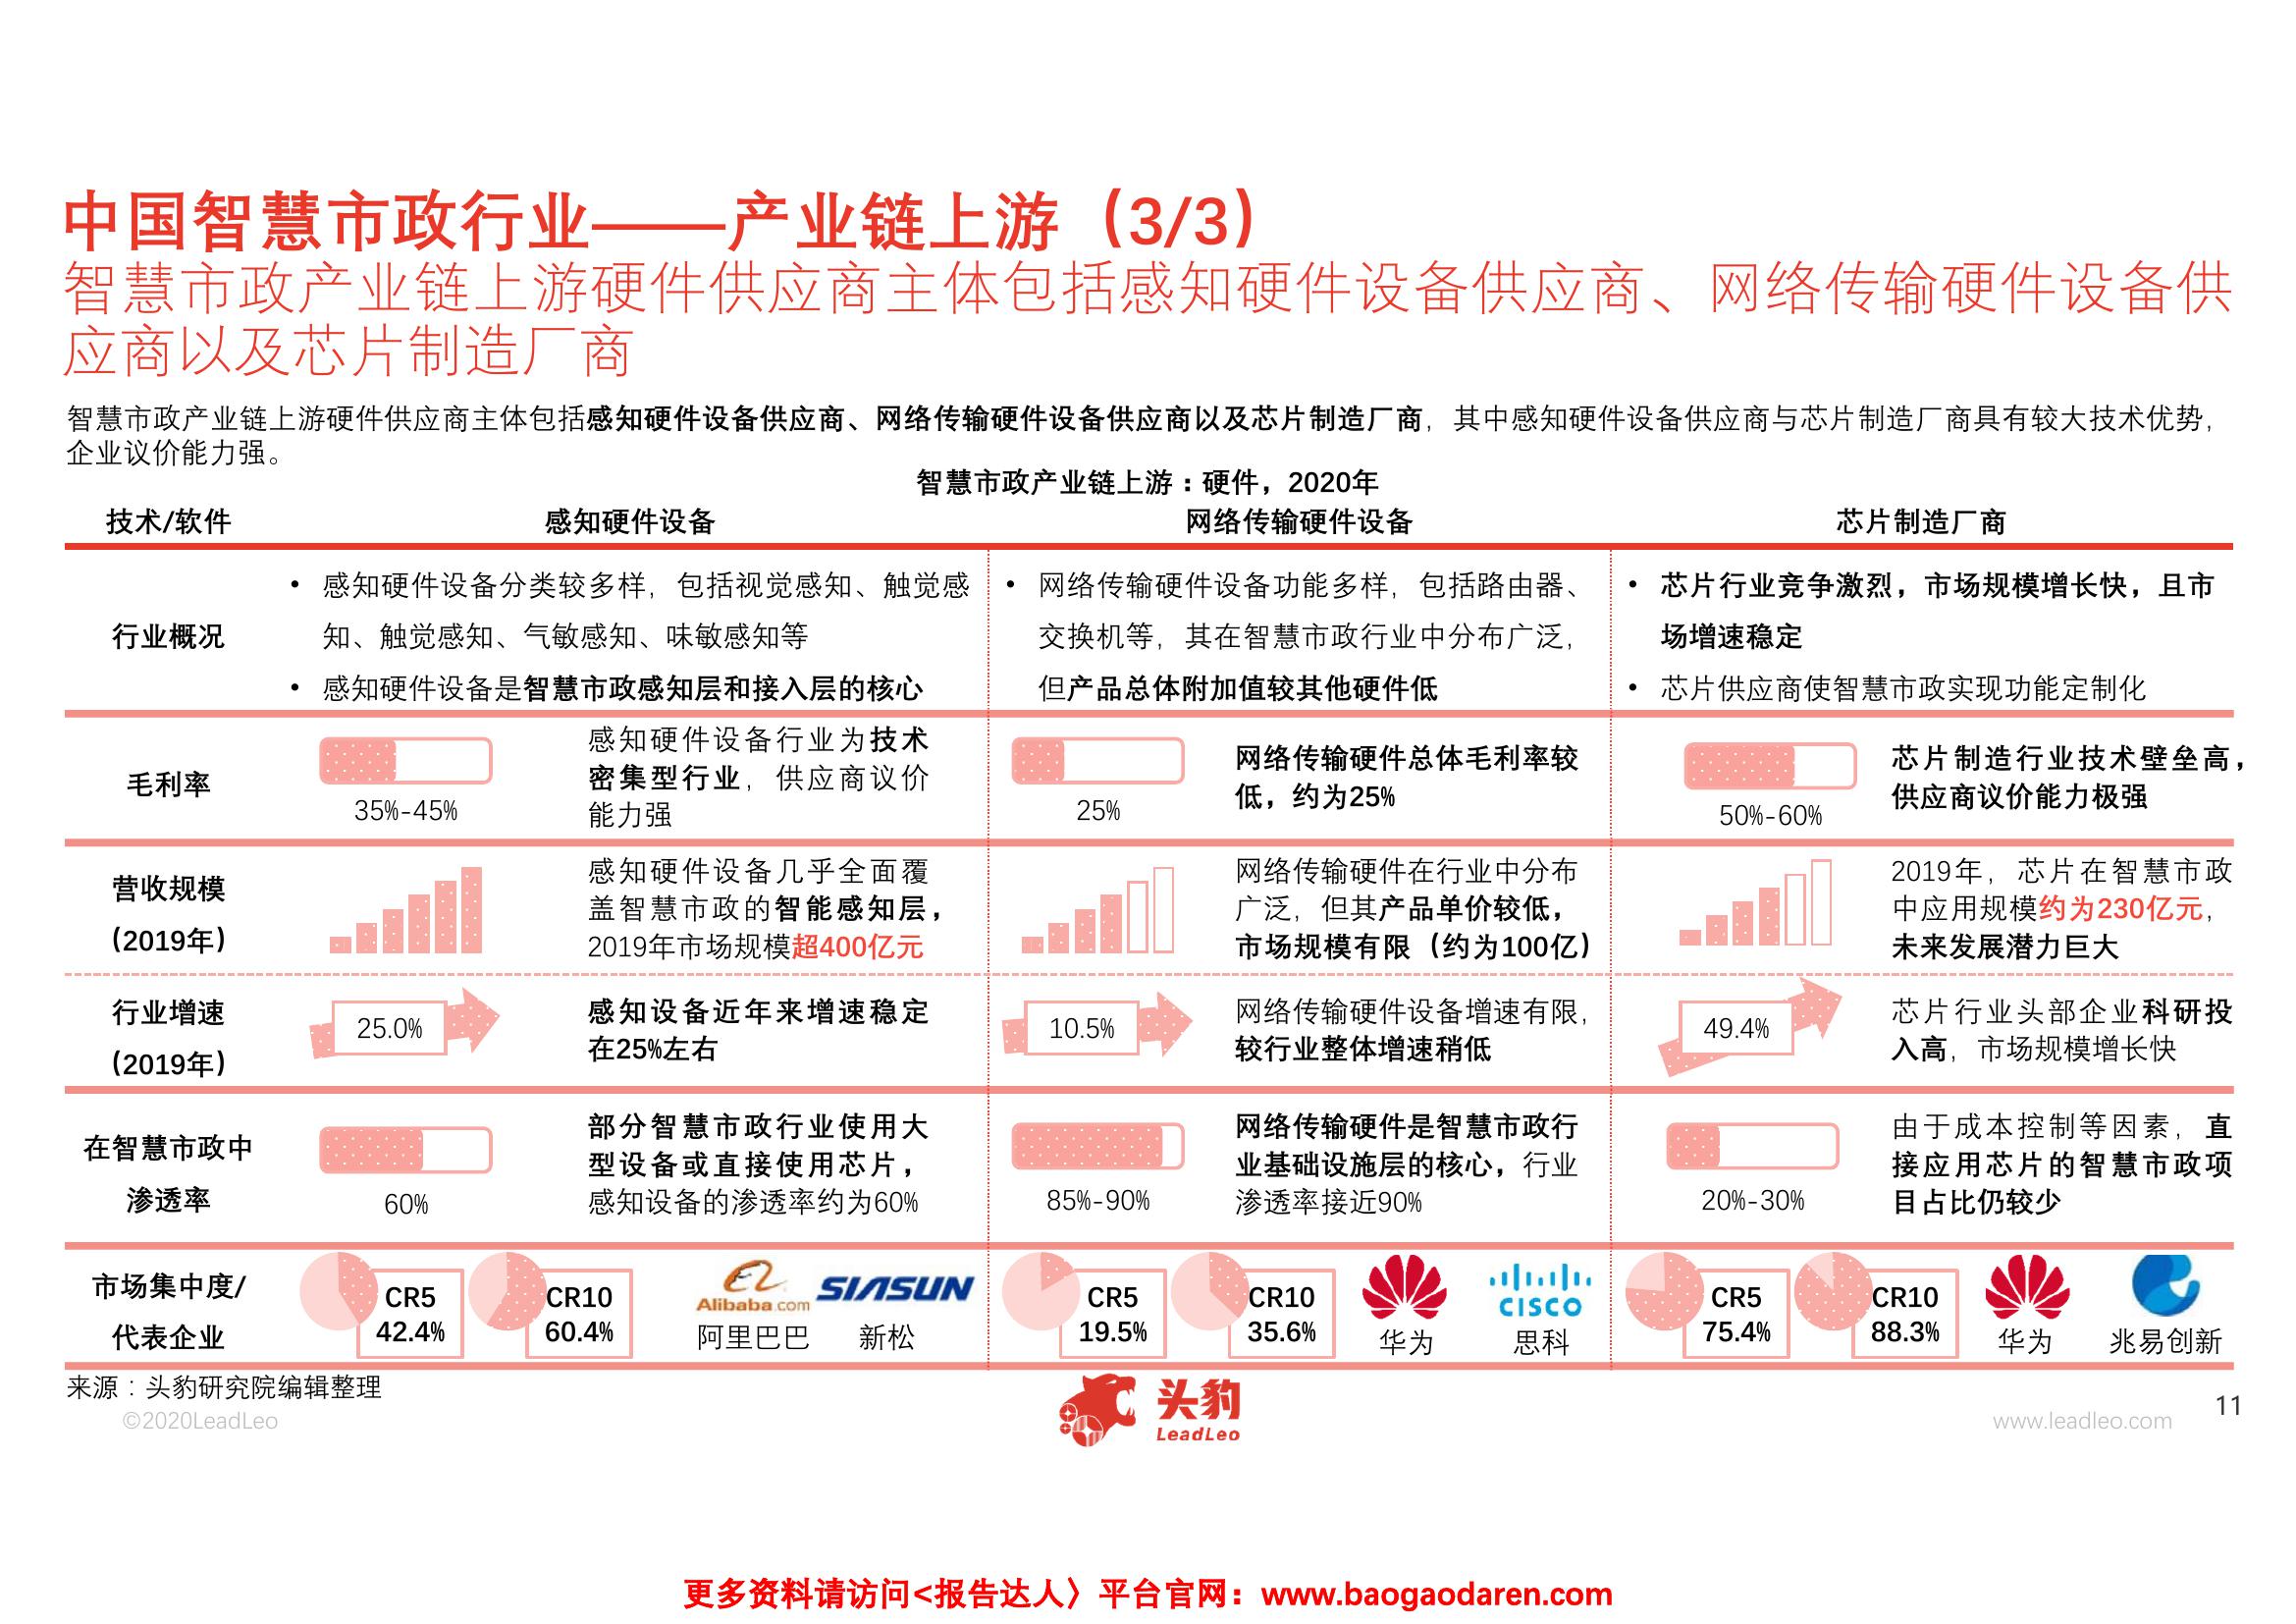 中国智慧市政行业——产业链上游（3/3）
智慧市政产业链上游硬件供应商主体包括感知硬件设备供应商、网络传输硬件设备供
应商以及芯片制造厂商
智慧市政产业链上游硬件供应商主体包括感知硬件设备供应商、网络传输硬件设备供应商以及芯片制造厂商，其中感知硬件设备供应商与芯片制造厂商具有较大技术优势，
企业议价能力强。
智慧市政产业链上游：硬件，2020年
技术/软件
感知硬件设备
网络传输硬件设备
芯片制造厂商
行业概况
• 感知硬件设备分类较多样，包括视觉感知、触觉感
知、触觉感知、气敏感知、味敏感知等
• 感知硬件设备是智慧市政感知层和接入层的核心
• 网络传输硬件设备功能多样，包括路由器、
交换机等，其在智慧市政行业中分布广泛，
但产品总体附加值较其他硬件低
• 芯片行业竞争激烈，市场规模增长快，且市
场增速稳定
• 芯片供应商使智慧市政实现功能定制化
毛利率
35%-45%
感知硬件设备行业为技术
密集型行业，供应商议价
能力强
25%
网络传输硬件总体毛利率较
低，约为25%
50%-60%
芯片制造行业技术壁垒高，
供应商议价能力极强
营收规模
（2019年）
感知硬件设备几乎全面覆
盖智慧市政的智能感知层，
2019年市场规模超400亿元
网络传输硬件在行业中分布
广泛，但其产品单价较低，
市场规模有限（约为100亿）
2019年，芯片在智慧市政
中应用规模约为230亿元，
未来发展潜力巨大
行业增速
（2019年）
25.0%
感知设备近年来增速稳定
在25%左右
10.5%
网络传输硬件设备增速有限，
较行业整体增速稍低
49.4%
芯片行业头部企业科研投
入高，市场规模增长快
在智慧市政中
渗透率
60%
部分智慧市政行业使用大
型设备或直接使用芯片，
感知设备的渗透率约为60%
85%-90%
网络传输硬件是智慧市政行
业基础设施层的核心，行业
渗透率接近90%
20%-30%
由于成本控制等因素，直
接应用芯片的智慧市政项
目占比仍较少
市场集中度/
代表企业
CR5
42.4%
CR10
60.4%
Alibaba.com
阿里巴巴
SIASUN
新松
CR5
19.5%
CR10
35.6%
华为
CISCO
思科
CR5
75.4%
CR10
88.3%
华为
兆易创新
来源：头豹研究院编辑整理
©2020LeadLeo
头豹
LeadLeo
www.leadleo.com
11
更多资料请访问<报告达人〉平台官网：www.baogaodaren.com